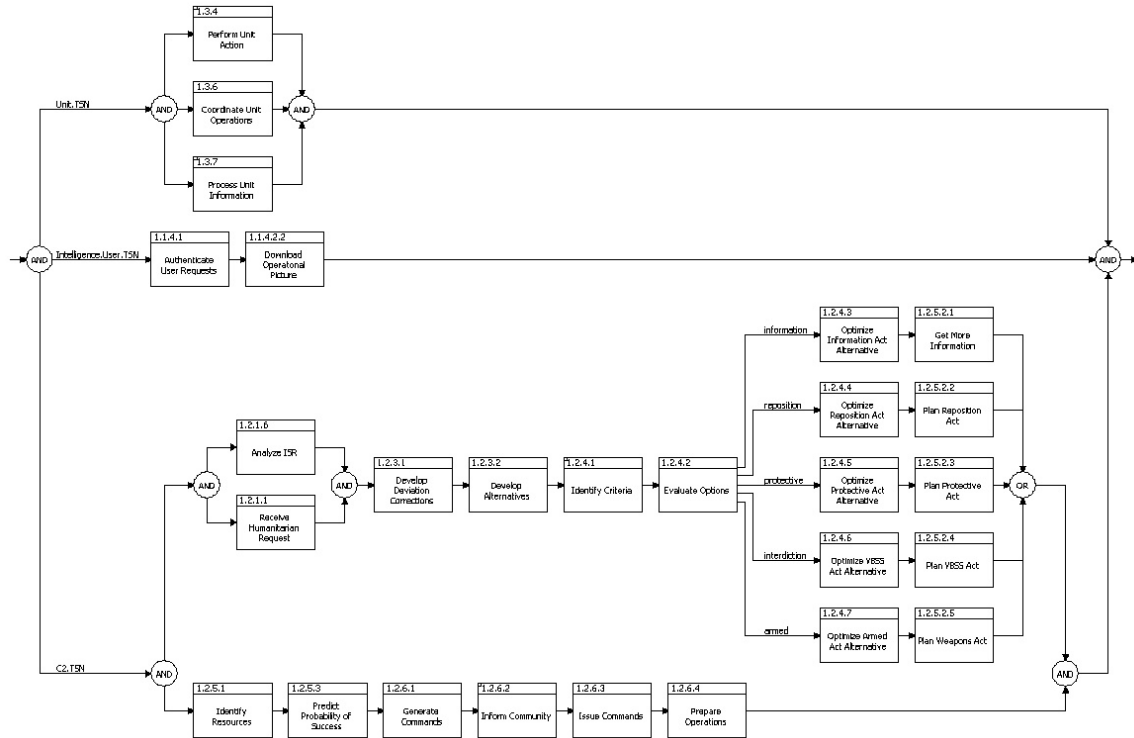 1.3.4
Perform Unit
Action
Unit.TSN
AND
1.3.6
Coordinate Unit
Operations
AND
1.3.7
Process Unit
Information
AND
Intelligence.User.TSN
1.1.4.1
Authenticate
User Requests
1.1.4.2.2
Download
Operatonal
Picture
AND
information
1.2.4.3
Optimize
Information Act
Alternative
1.2.5.2.1
Get More
Information
reposition
1.2.4.4
Optimize
Reposition Act
Alternative
1.2.5.2.2
Plan Reposition
Act
AND
1.2.1.6
Analyze ISR
1.2.1.1
Receive
Humanitarian
Request
AND
1.2.3.1
Develop
Deviation
Corrections
1.2.3.2
Develop
Alternatives
1.2.4.1
Identify Criteria
1.2.4.2
Evaluate Options
protective
1.2.4.5
Optimize
Protective Act
Alternative
1.2.5.2.3
Plan Protective
Act
OR
interdiction
1.2.4.6
Optimize VBSS
Act Alternative
1.2.5.2.4
Plan VBSS Act
armed
1.2.4.7
Optimize Armed
Act Alternative
1.2.5.2.5
Plan Weapons Act
C2.TSN
AND
AND
1.2.5.1
Identify
Resources
1.2.5.3
Predict
Probability of
Success
1.2.6.1
Generate
Commands
1.2.6.2
Inform Community
1.2.6.3
Issue Commands
1.2.6.4
Prepare
Operations